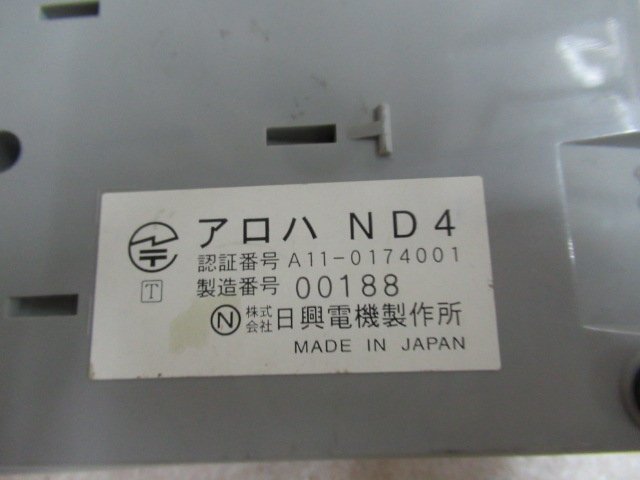 アロハ ND4
認証番号 A11-0174001
T 製造番号 00188
N 株式会社 日興電機製作所
MADE IN JAPAN